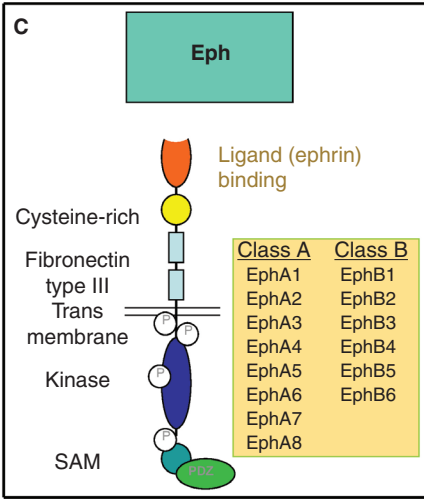 C
Eph
Ligand (ephrin)
binding
Cysteine-rich
Fibronectin
type III
Trans
membrane
Kinase
SAM
P
P
P
P
PDZ
Class A
Class B
EphA1
EphB1
EphA2
EphB2
EphA3
EphB3
EphA4
EphB4
EphA5
EphB5
EphA6
EphB6
EphA7
EphA8